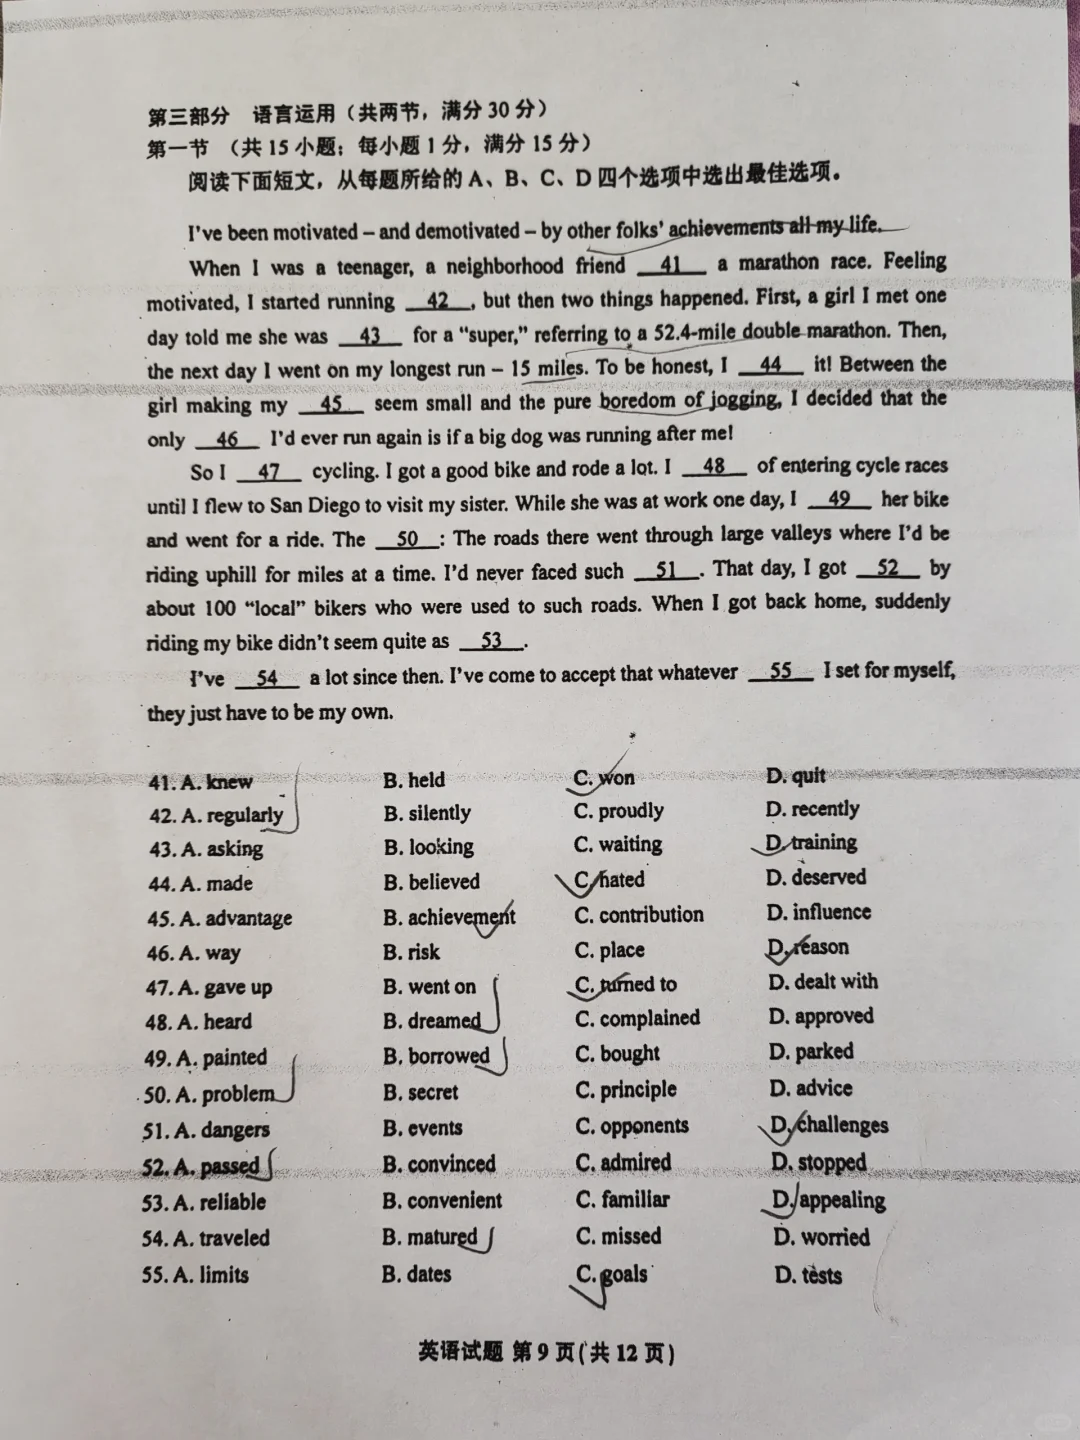 第三部分 语言运用（共两节，满分 30 分）
第一节 （共 15 小题；每小题 1 分，满分 15 分）
阅读下面短文，从每题所给的 A、B、C、D 四个选项中选出最佳选项。
I've been motivated – and demotivated – by other folks' achievements all my life.
When I was a teenager, a neighborhood friend 41 a marathon race. Feeling
motivated, I started running 42 , but then two things happened. First, a girl I met one
day told me she was 43 for a “super,” referring to a 52.4-mile double marathon. Then,
the next day I went on my longest run – 15 miles. To be honest, I 44 it! Between the
girl making my 45 seem small and the pure boredom of jogging, I decided that the
only 46 I'd ever run again is if a big dog was running after me!
So I 47 cycling. I got a good bike and rode a lot. I 48 of entering cycle races
until I flew to San Diego to visit my sister. While she was at work one day, I 49 her bike
and went for a ride. The 50 : The roads there went through large valleys where I'd be
riding uphill for miles at a time. I'd never faced such 51 . That day, I got 52 by
about 100 “local” bikers who were used to such roads. When I got back home, suddenly
riding my bike didn't seem quite as 53 .
I've 54 a lot since then. I've come to accept that whatever 55 I set for myself,
they just have to be my own.
41. A. knew B. held C. won D. quit
42. A. regularly B. silently C. proudly D. recently
43. A. asking B. looking C. waiting D. training
44. A. made B. believed C. hated D. deserved
45. A. advantage B. achievement C. contribution D. influence
46. A. way B. risk C. place D. reason
47. A. gave up B. went on C. turned to D. dealt with
48. A. heard B. dreamed C. complained D. approved
49. A. painted B. borrowed C. bought D. parked
50. A. problem B. secret C. principle D. advice
51. A. dangers B. events C. opponents D. challenges
52. A. passed B. convinced C. admired D. stopped
53. A. reliable B. convenient C. familiar D. appealing
54. A. traveled B. matured C. missed D. worried
55. A. limits B. dates C. goals D. tests
英语试题 第 9 页(共 12 页)